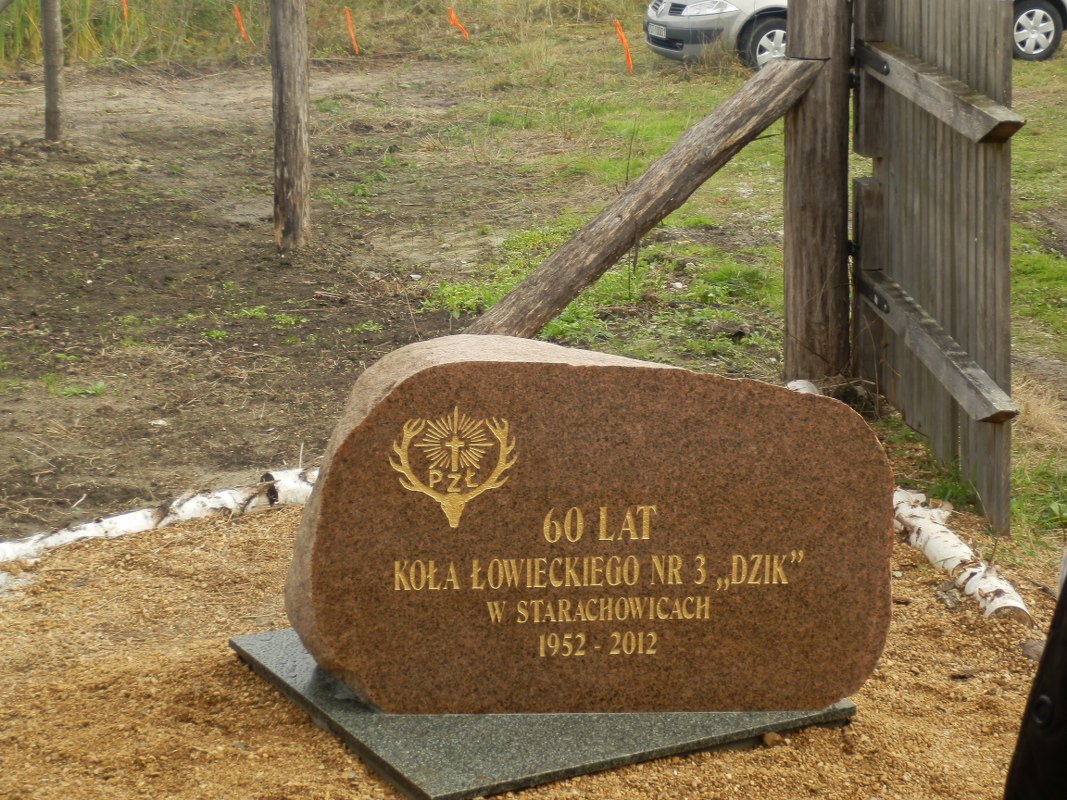 PZŁ
60 LAT
KOŁA ŁOWIECKIEGO NR 3 „DZIK”
W STARACHOWICACH
1952 - 2012